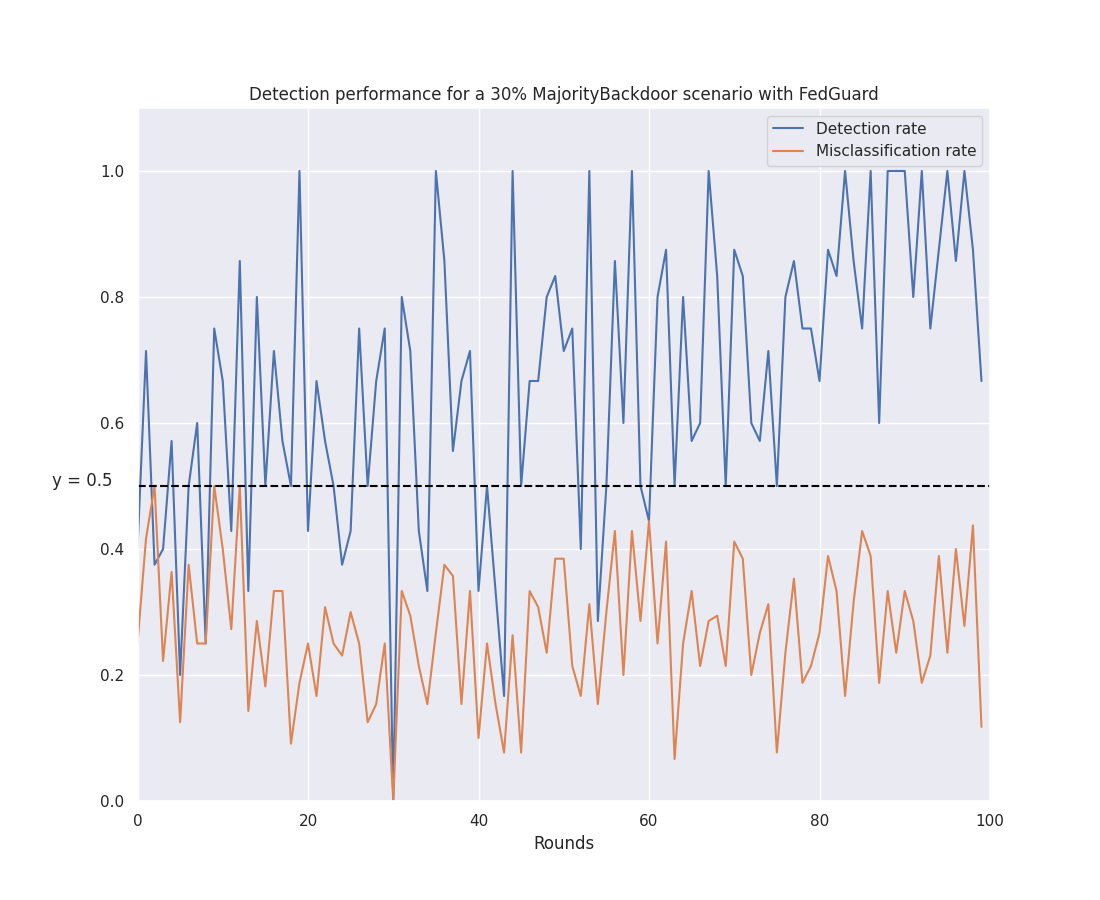 Detection performance for a 30% MajorityBackdoor scenario with FedGuard
Detection rate
Misclassification rate
1.0
0.8
0.6
y = 0.5
0.4
0.2
0.0
0 20 40 60 80 100
Rounds